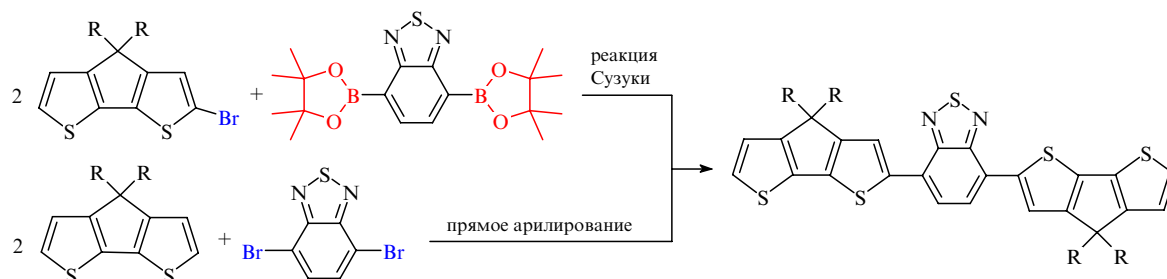 R R
S S Br
2
+
N S N
O B O
O B O
реакция
Сузуки
R R
S S
2
+
N S N
Br Br
прямое арилирование
R R
S S
N S N
S S
R R